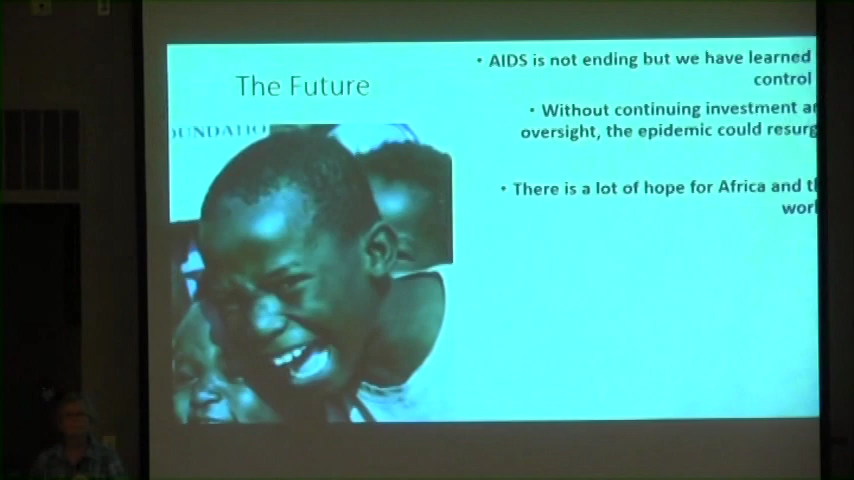 The Future
OUNDATIO
• AIDS is not ending but we have learned
control
• Without continuing investment a
oversight, the epidemic could resurg
• There is a lot of hope for Africa and t
worl